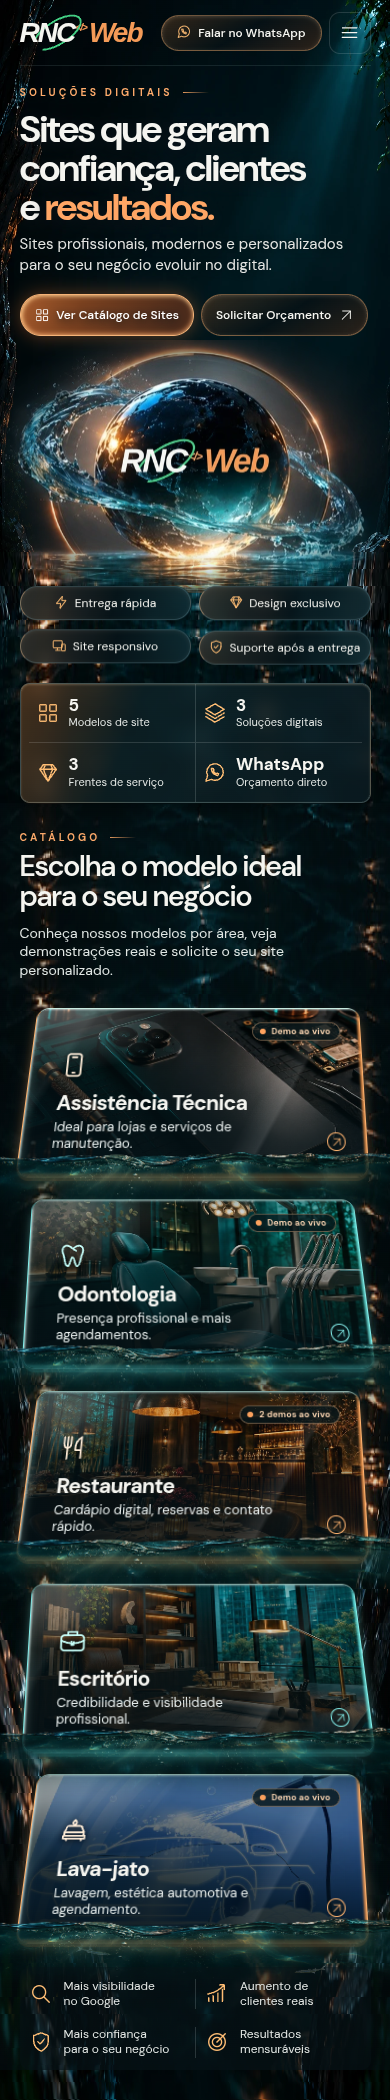 RNC</>Web
Falar no WhatsApp
SOLUÇÕES DIGITAIS
Sites que geram
confiança, clientes
e resultados.
Sites profissionais, modernos e personalizados
para o seu negócio evoluir no digital.
Ver Catálogo de Sites
Solicitar Orçamento
RNC</>Web
Entrega rápida
Design exclusivo
Site responsivo
Suporte após a entrega
5
Modelos de site
3
Soluções digitais
3
Frentes de serviço
WhatsApp
Orçamento direto
CATÁLOGO
Escolha o modelo ideal
para o seu negócio
Conheça nossos modelos por área, veja
demonstrações reais e solicite o seu site
personalizado.
Demo ao vivo
Assistência Técnica
Ideal para lojas e serviços de
manutenção.
Demo ao vivo
Odontologia
Presença profissional e mais
agendamentos.
2 demos ao vivo
Restaurante
Cardápio digital, reservas e contato
rápido.
Escritório
Credibilidade e visibilidade
profissional.
Demo ao vivo
Lava-jato
Lavagem, estética automotiva e
agendamento.
Mais visibilidade
no Google
Aumento de
clientes reais
Mais confiança
para o seu negócio
Resultados
mensuráveis